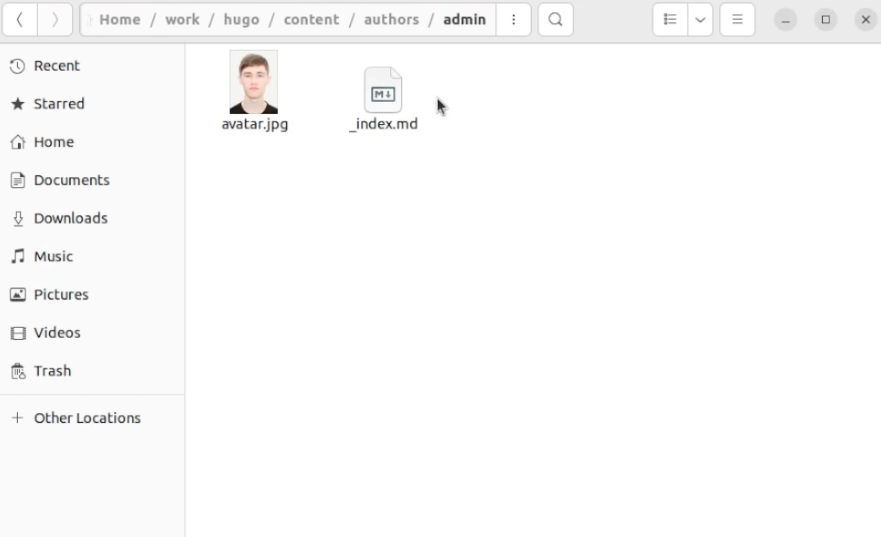 Home / work / hugo / content / authors / admin
Recent
Starred
Home
Documents
Downloads
Music
Pictures
Videos
Trash
Other Locations
avatar.jpg
M
_index.md